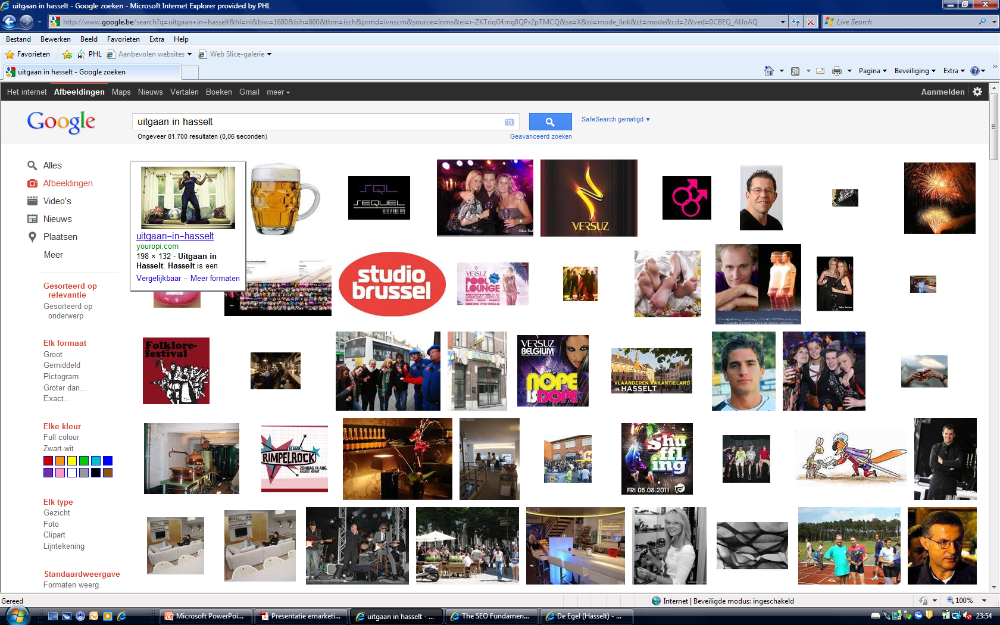 uitgaan in hasselt - Google zoeken - Microsoft Internet Explorer provided by PHL
http://www.google.be/search?q=uitgaan+in+hasselt&hl=nl&biw=1680&bih=860&tbm=isch&prmd=ivnscm&source=lnms&ei=r-ZKTriqG4mg8QPx2pTMCQ&sa=X&oi=mode_link&ct=mode&cd=2&ved=0CBEQ_AUoAQ
Live Search
Bestand Bewerken Beeld Favorieten Extra Help
Favorieten PHL Aanbevolen websites Web Slice-galerie
uitgaan in hasselt - Google zoeken
Pagina Beveiliging Extra
Het internet Afbeeldingen Maps Nieuws Vertalen Boeken Gmail meer
Aanmelden
Google
uitgaan in hasselt
SafeSearch gematigd
Ongeveer 81.700 resultaten (0,06 seconden)
Geavanceerd zoeken
Alles
Afbeeldingen
Video's
Nieuws
Plaatsen
Meer
Gesorteerd op
relevantie
Gesorteerd op
onderwerp
Elk formaat
Groot
Gemiddeld
Pictogram
Groter dan...
Exact...
Elke kleur
Full colour
Zwart-wit
Elk type
Gezicht
Foto
Clipart
Lijntekening
Standaardweergave
Formaten weerg.
uitgaan-in-hasselt
youropi.com
198 × 132 - Uitgaan in
Hasselt. Hasselt is een
Vergelijkbaar - Meer formaten
SQL
SEQUEL
VERSUZ
studio
brussel
VERSUZ
POOL
LOUNGE
Folklore-
festival
VERSUZ
BELGIUM
NOPE
IS DOPE
VLAANDEREN VAKANTIELAND
IN HASSELT
10 JAAR
RIMPELROCK
ZONDAG 14 AUG.
HASSELT KIEWIT
Shu
ffl
ing
FRI 05.08.2011
Gereed
Internet | Beveiligde modus: ingeschakeld
100%
Microsoft PowerPoi...
Presentatie emarketi...
uitgaan in hasselt - ...
The SEO Fundamen...
De Egel (Hasselt) - ...
23:54